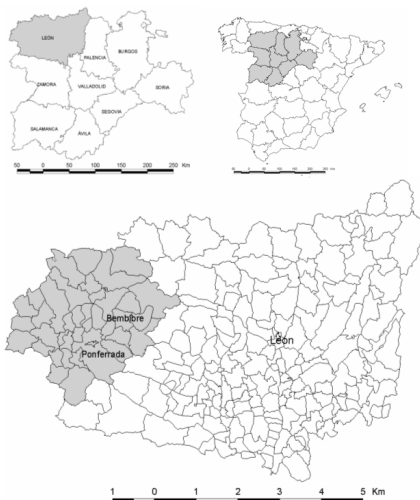 LEÓN
PALENCIA
BURGOS
ZAMORA
VALLADOLID
SORIA
SEGOVIA
SALAMANCA
ÁVILA
50 0 50 100 150 200 250
Km
Bembibre
León
Ponferrada
1 0 1 2 3 4 5
Km